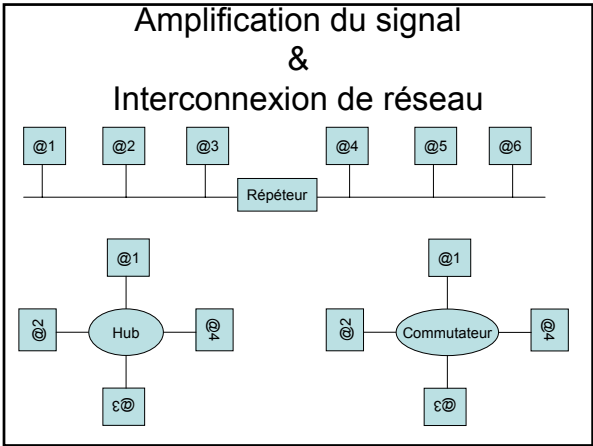 Amplification du signal
&
Interconnexion de réseau
@1 @2 @3 @4 @5 @6
Répéteur
@1
@2 Hub @4
@3
@1
@2 Commutateur @4
@3